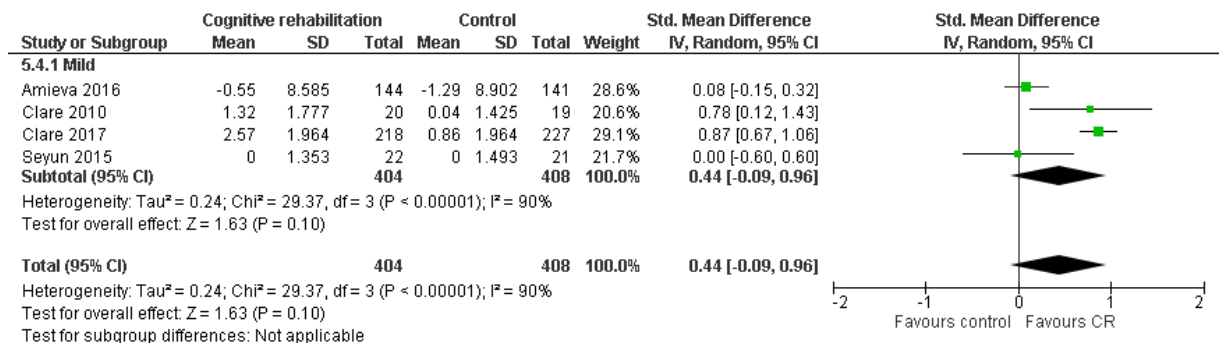 Cognitive rehabilitation Control Std. Mean Difference Std. Mean Difference
Study or Subgroup Mean SD Total Mean SD Total Weight IV, Random, 95% CI IV, Random, 95% CI
5.4.1 Mild
Amieva 2016 -0.55 8.585 144 -1.29 8.902 141 28.6% 0.08 [-0.15, 0.32]
Clare 2010 1.32 1.777 20 0.04 1.425 19 20.6% 0.78 [0.12, 1.43]
Clare 2017 2.57 1.964 218 0.86 1.964 227 29.1% 0.87 [0.67, 1.06]
Seyun 2015 0 1.353 22 0 1.493 21 21.7% 0.00 [-0.60, 0.60]
Subtotal (95% CI) 404 408 100.0% 0.44 [-0.09, 0.96]
Heterogeneity: Tau² = 0.24; Chi² = 29.37, df = 3 (P < 0.00001); I² = 90%
Test for overall effect: Z = 1.63 (P = 0.10)
Total (95% CI) 404 408 100.0% 0.44 [-0.09, 0.96]
Heterogeneity: Tau² = 0.24; Chi² = 29.37, df = 3 (P < 0.00001); I² = 90%
Test for overall effect: Z = 1.63 (P = 0.10)
Test for subgroup differences: Not applicable
-2 -1 0 1 2
Favours control Favours CR